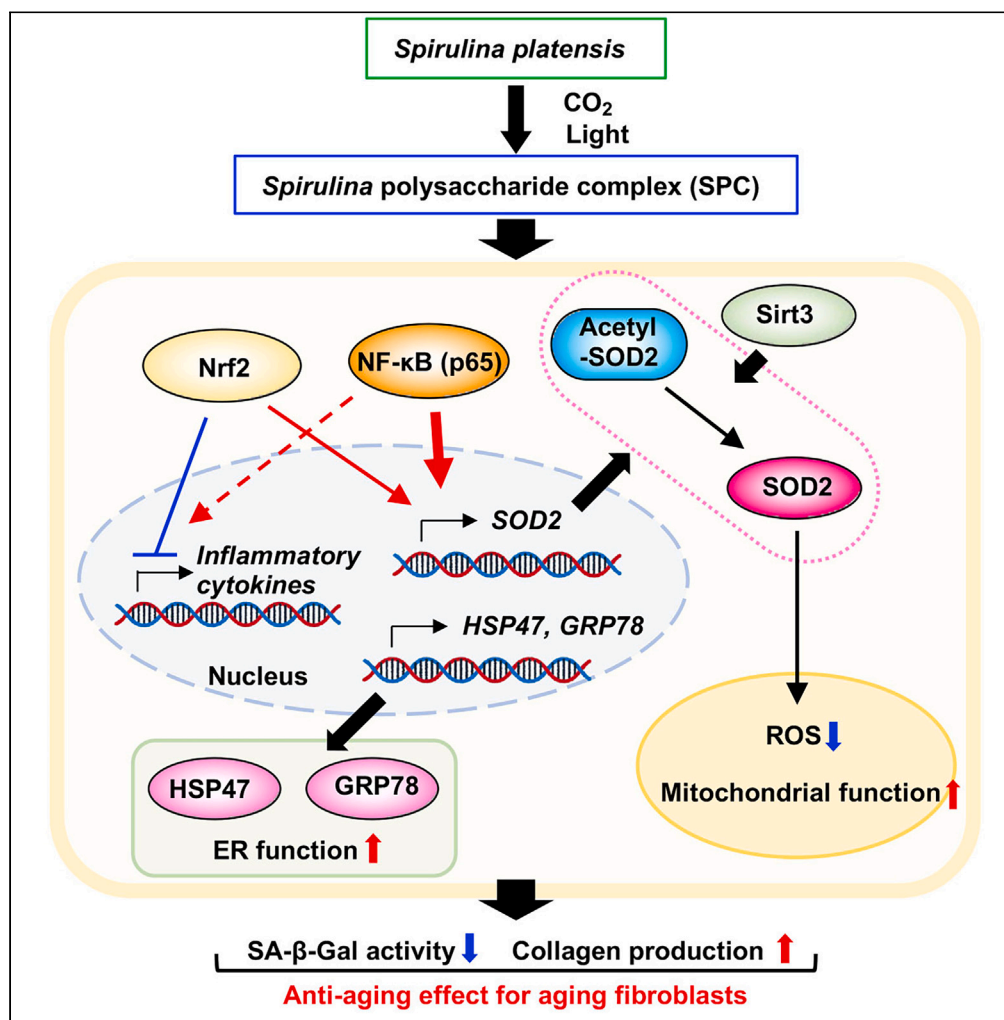 Spirulina platensis
CO₂
Light
Spirulina polysaccharide complex (SPC)
Nrf2
NF-κB (p65)
Acetyl
-SOD2
Sirt3
SOD2
SOD2
Inflammatory
cytokines
HSP47, GRP78
Nucleus
HSP47
GRP78
ER function
ROS
Mitochondrial function
SA-β-Gal activity
Collagen production
Anti-aging effect for aging fibroblasts